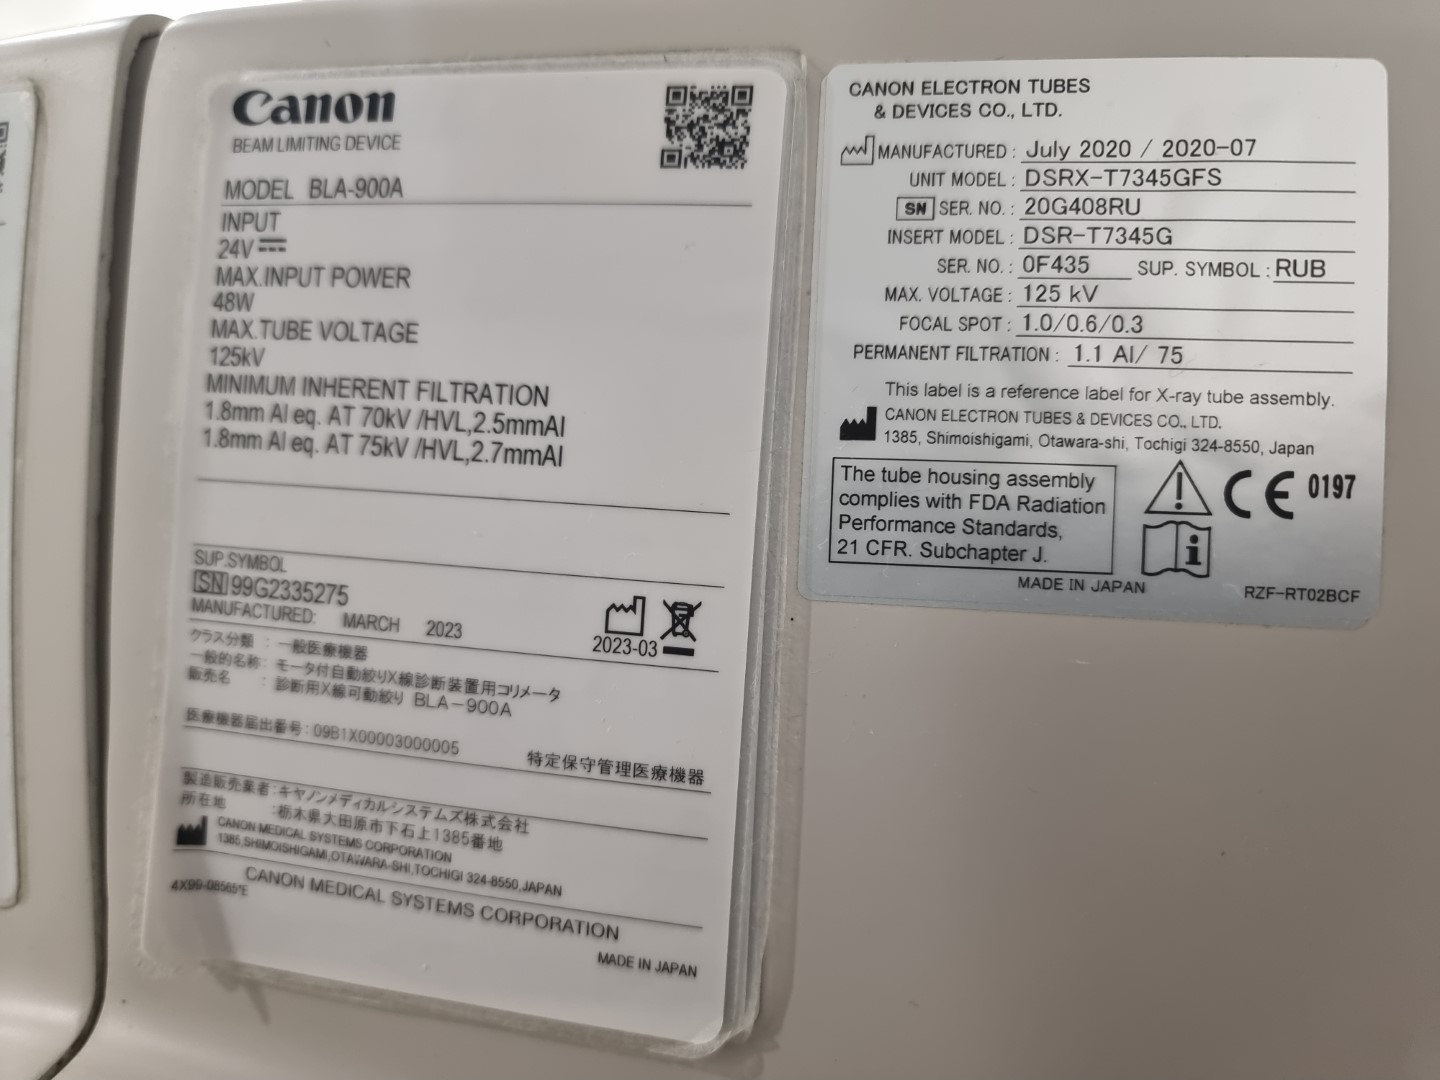 Canon
BEAM LIMITING DEVICE
MODEL BLA-900A
INPUT
24V
MAX.INPUT POWER
48W
MAX.TUBE VOLTAGE
125kV
MINIMUM INHERENT FILTRATION
1.8mm Al eq. AT 70kV /HVL,2.5mmAl
1.8mm Al eq. AT 75kV /HVL,2.7mmAl
SUP.SYMBOL
SN 99G2335275
MANUFACTURED: MARCH 2023
2023-03
クラス分類 : 一般医療機器
一般的名称: モータ付自動絞りX線診断装置用コリメータ
販売名 : 診断用X線可動絞り BLA-900A
医療機器届出番号: 09B1X00003000005
特定保守管理医療機器
製造販売業者:キヤノンメディカルシステムズ株式会社
所在地 :栃木県大田原市下石上1385番地
CANON MEDICAL SYSTEMS CORPORATION
1385,SHIMOISHIGAMI,OTAWARA-SHI,TOCHIGI 324-8550,JAPAN
4X99-08565*E
CANON MEDICAL SYSTEMS CORPORATION
MADE IN JAPAN
CANON ELECTRON TUBES
& DEVICES CO., LTD.
MANUFACTURED : July 2020 / 2020-07
UNIT MODEL : DSRX-T7345GFS
SN SER. NO. : 20G408RU
INSERT MODEL : DSR-T7345G
SER. NO. : 0F435 SUP. SYMBOL : RUB
MAX. VOLTAGE : 125 kV
FOCAL SPOT : 1.0/0.6/0.3
PERMANENT FILTRATION : 1.1 Al/ 75
This label is a reference label for X-ray tube assembly.
CANON ELECTRON TUBES & DEVICES CO., LTD.
1385, Shimoishigami, Otawara-shi, Tochigi 324-8550, Japan
The tube housing assembly
complies with FDA Radiation
Performance Standards,
21 CFR. Subchapter J.
CE 0197
MADE IN JAPAN
RZF-RT02BCF